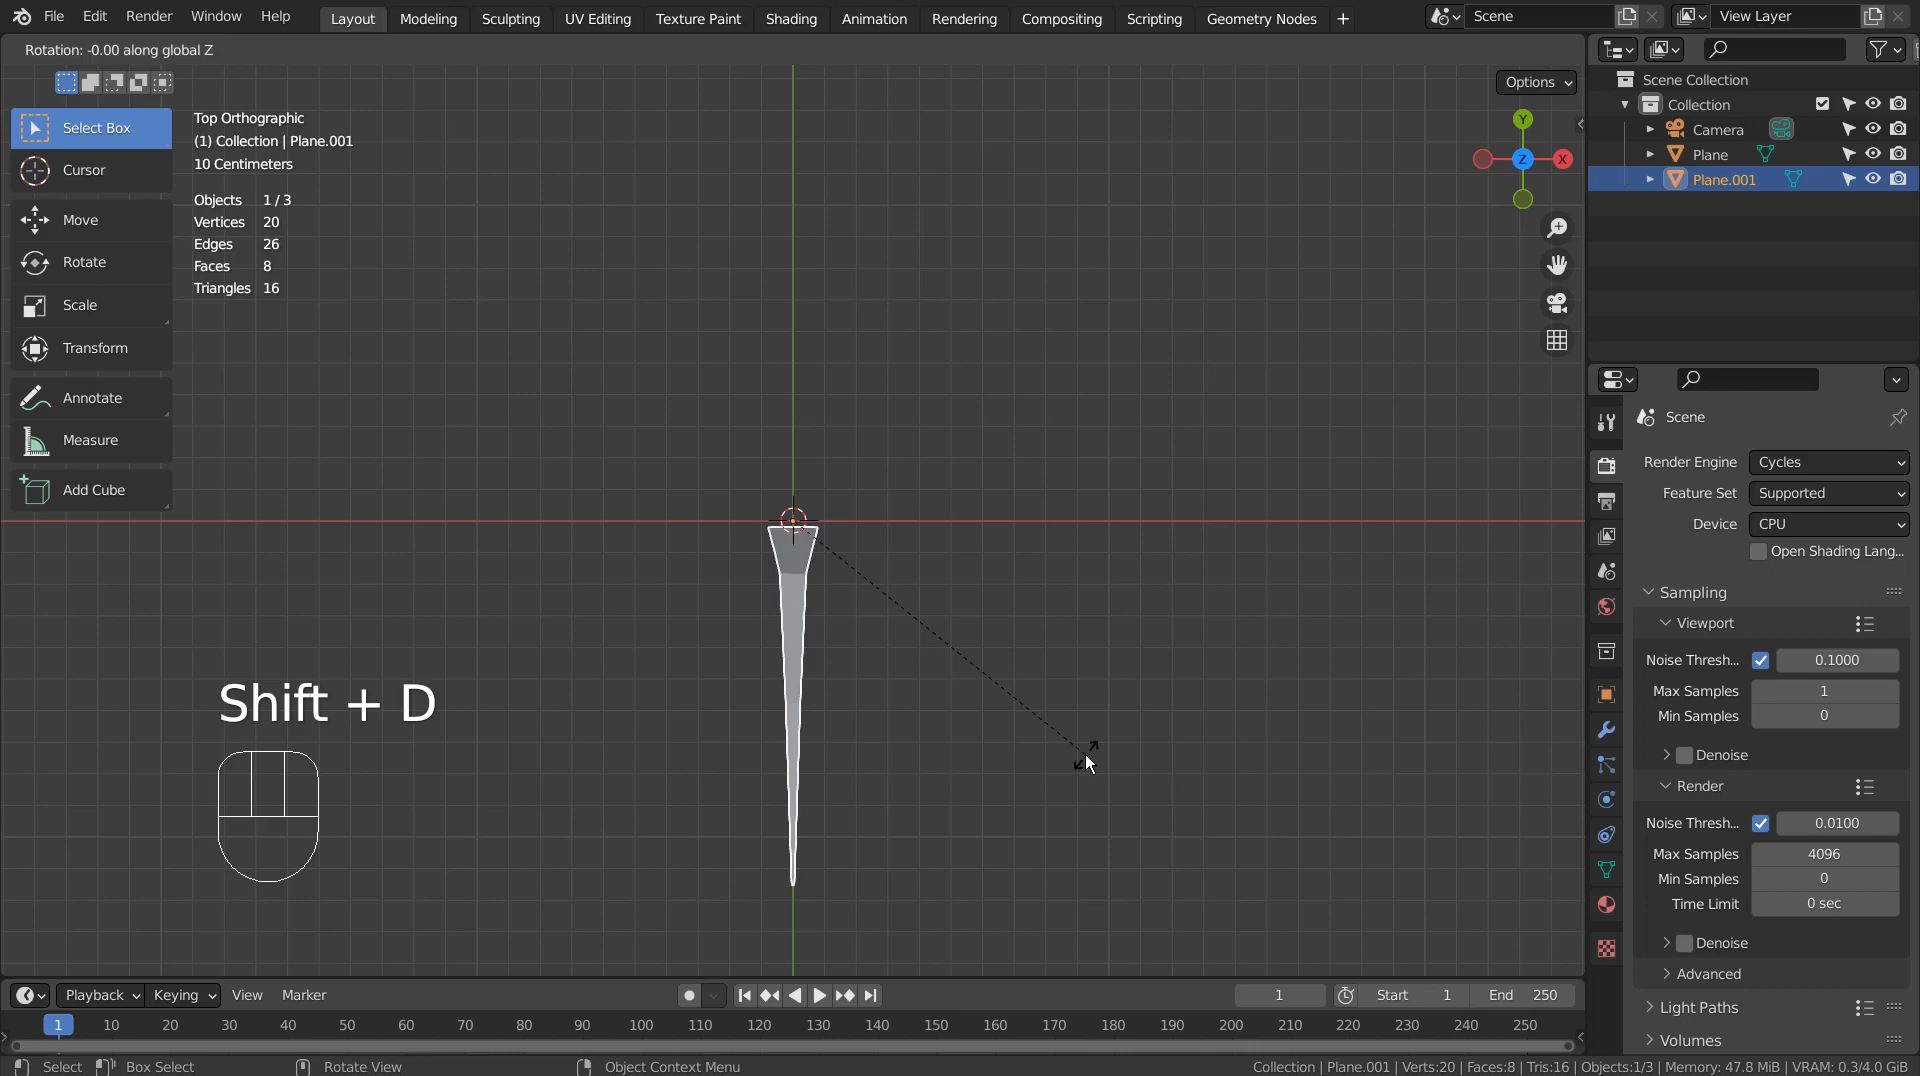 File Edit Render Window Help
Layout Modeling Sculpting UV Editing Texture Paint Shading Animation Rendering Compositing Scripting Geometry Nodes +
Scene
View Layer
Rotation: -0.00 along global Z
Options
Select Box
Cursor
Move
Rotate
Scale
Transform
Annotate
Measure
Add Cube
Top Orthographic
(1) Collection | Plane.001
10 Centimeters
Objects 1 / 3
Vertices 20
Edges 26
Faces 8
Triangles 16
Y
Z
X
Shift + D
Scene Collection
Collection
Camera
Plane
Plane.001
Scene
Render Engine Cycles
Feature Set Supported
Device CPU
Open Shading Lang...
Sampling
Viewport
Noise Thresh... 0.1000
Max Samples 1
Min Samples 0
Denoise
Render
Noise Thresh... 0.0100
Max Samples 4096
Min Samples 0
Time Limit 0 sec
Denoise
Advanced
Light Paths
Volumes
Playback Keying View Marker
1
Start 1
End 250
1 10 20 30 40 50 60 70 80 90 100 110 120 130 140 150 160 170 180 190 200 210 220 230 240 250
Select Box Select Rotate View Object Context Menu
Collection | Plane.001 | Verts:20 | Faces:8 | Tris:16 | Objects:1/3 | Memory: 47.8 MiB | VRAM: 0.3/4.0 GiB